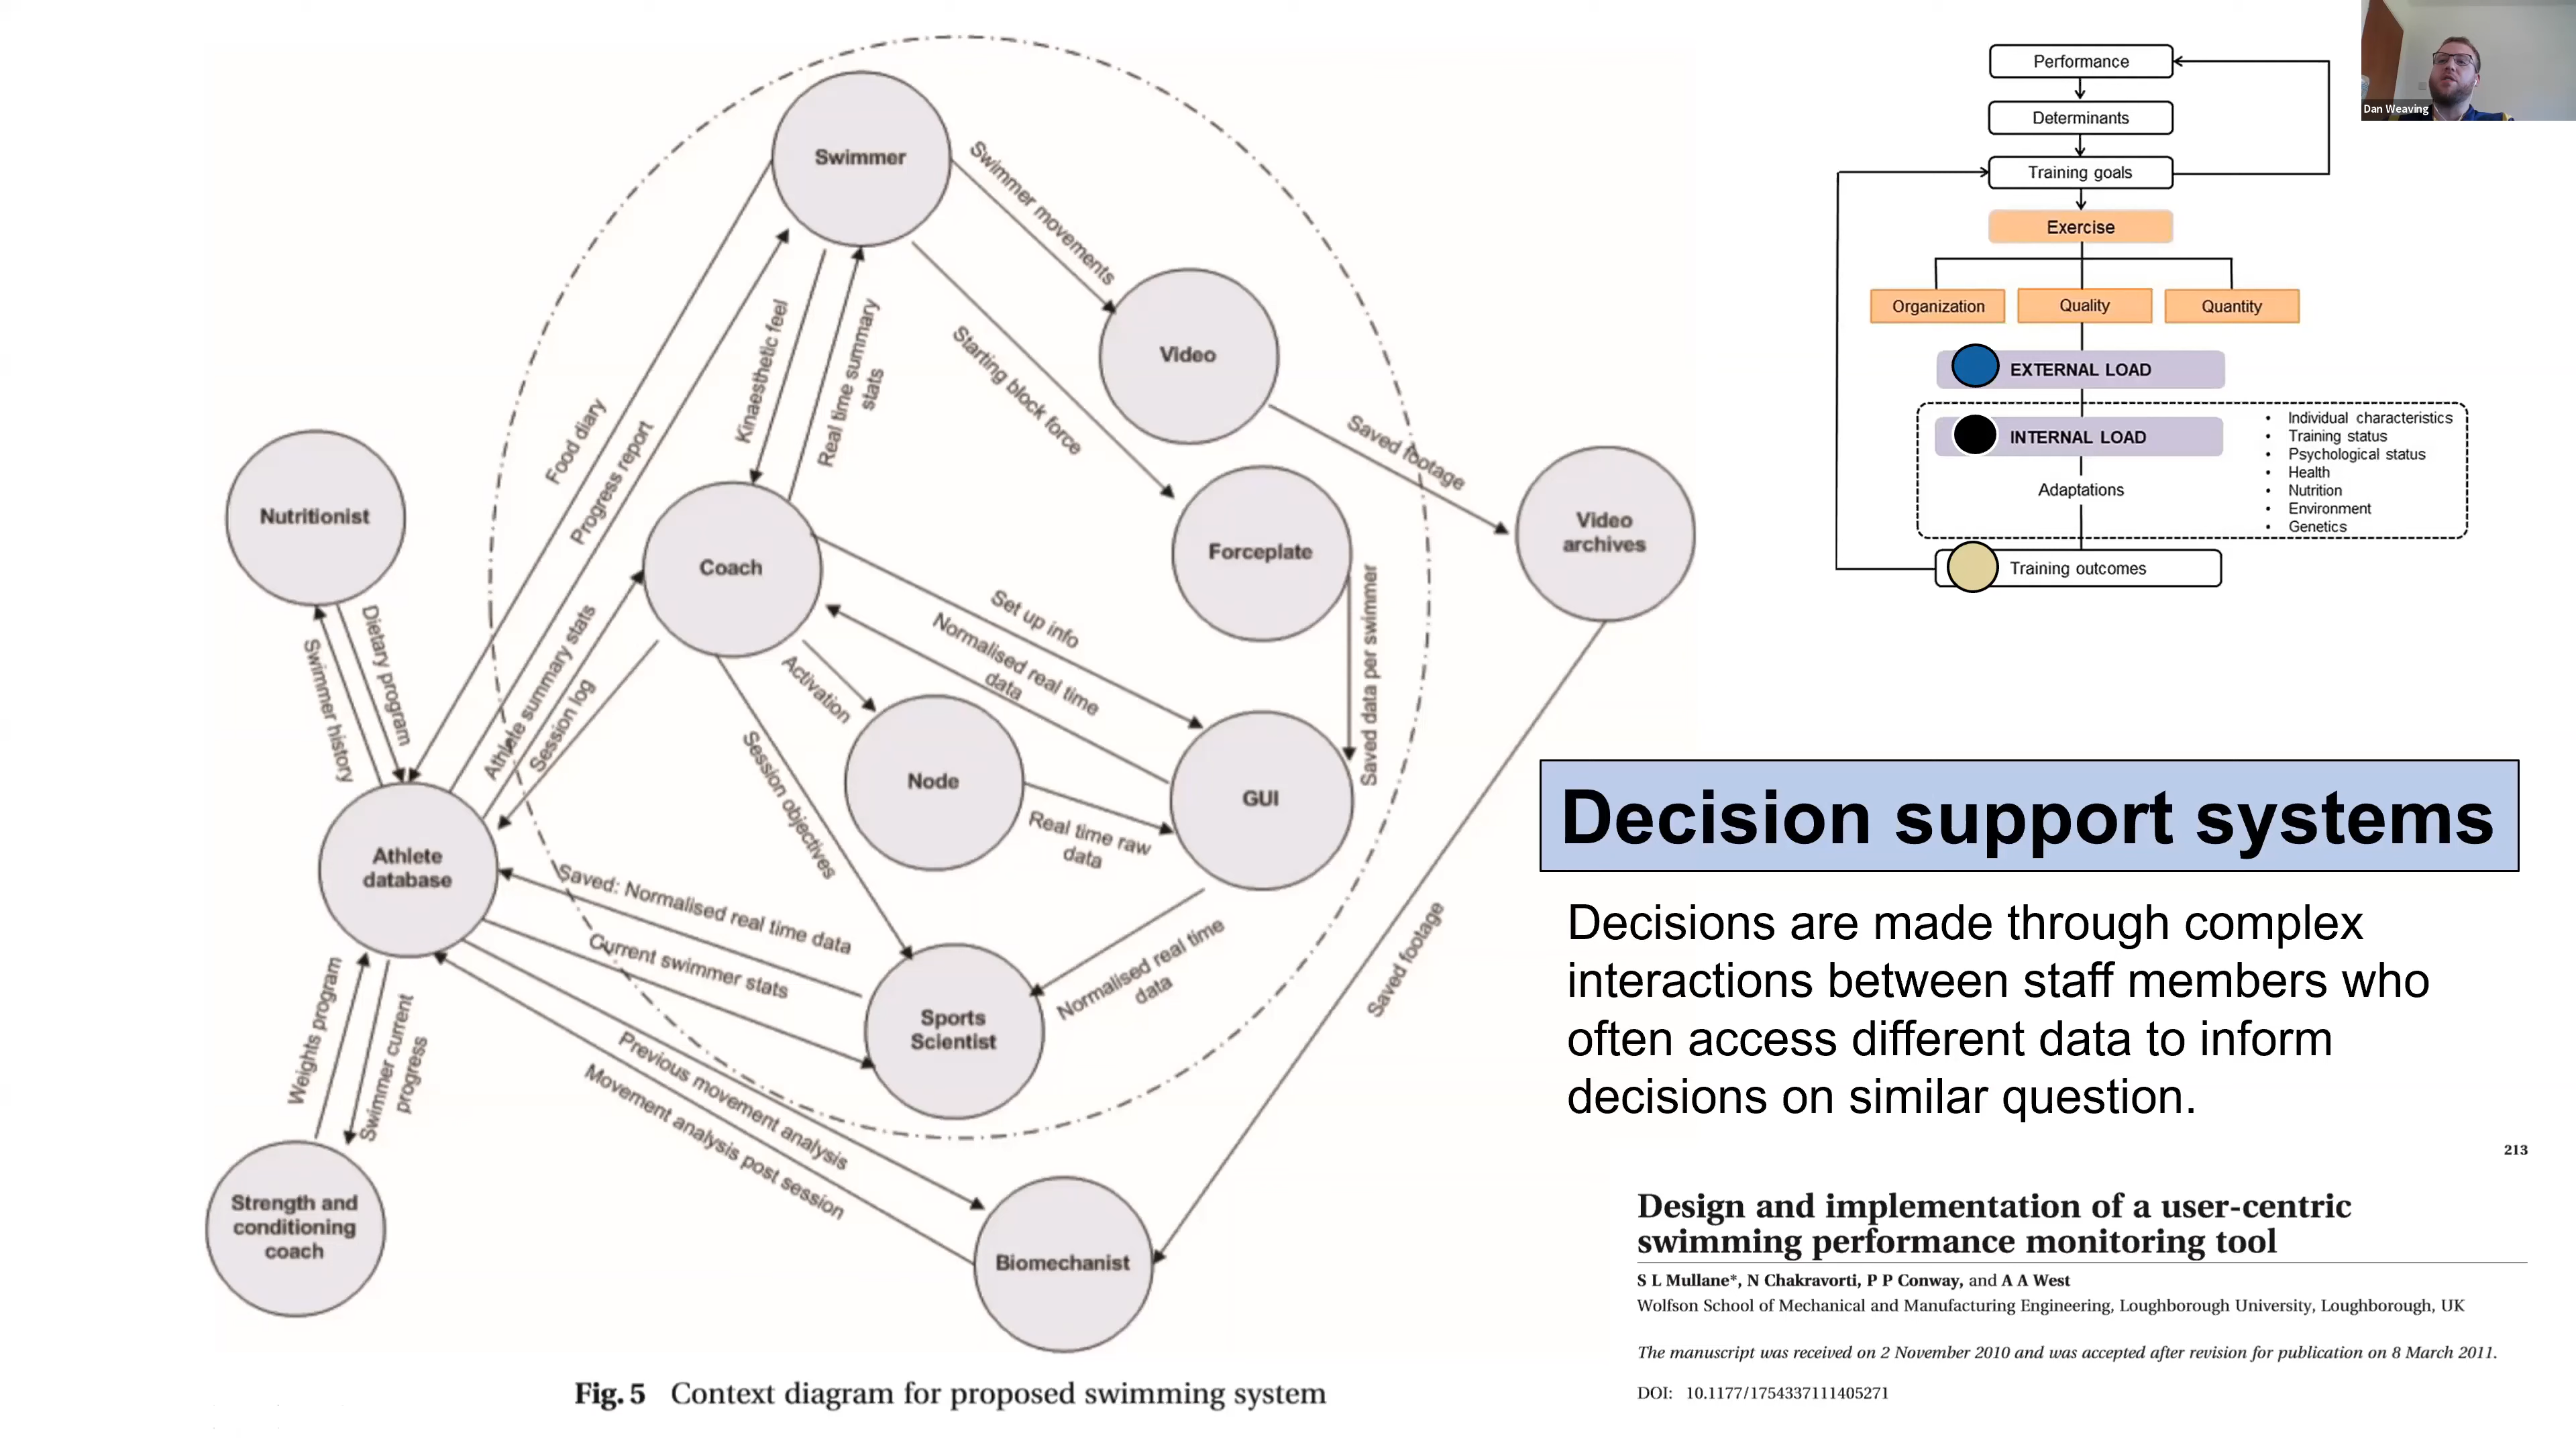 Swimmer
Swimmer movements
Video
Starting block force
Kinaesthetic feel
Real time summary
stats
Food diary
Progress report
Saved footage
Nutritionist
Coach
Forceplate
Video
archives
Dietary program
Swimmer history
Athlete summary stats
Session log
Set up info
Normalised real time
data
Activation
Saved data per swimmer
Session objectives
Node
GUI
Real time raw
data
Athlete
database
Saved: Normalised real time data
Current swimmer stats
Normalised real time
data
Saved footage
Sports
Scientist
Weights program
Swimmer current
progress
Previous movement analysis
Movement analysis post session
Strength and
conditioning
coach
Biomechanist
Fig. 5 Context diagram for proposed swimming system
Performance
Determinants
Training goals
Exercise
Organization
Quality
Quantity
EXTERNAL LOAD
INTERNAL LOAD
Adaptations
• Individual characteristics
• Training status
• Psychological status
• Health
• Nutrition
• Environment
• Genetics
Training outcomes
Dan Weaving
Decision support systems
Decisions are made through complex
interactions between staff members who
often access different data to inform
decisions on similar question.
213
Design and implementation of a user-centric
swimming performance monitoring tool
S L Mullane*, N Chakravorti, P P Conway, and A A West
Wolfson School of Mechanical and Manufacturing Engineering, Loughborough University, Loughborough, UK
The manuscript was received on 2 November 2010 and was accepted after revision for publication on 8 March 2011.
DOI: 10.1177/1754337111405271